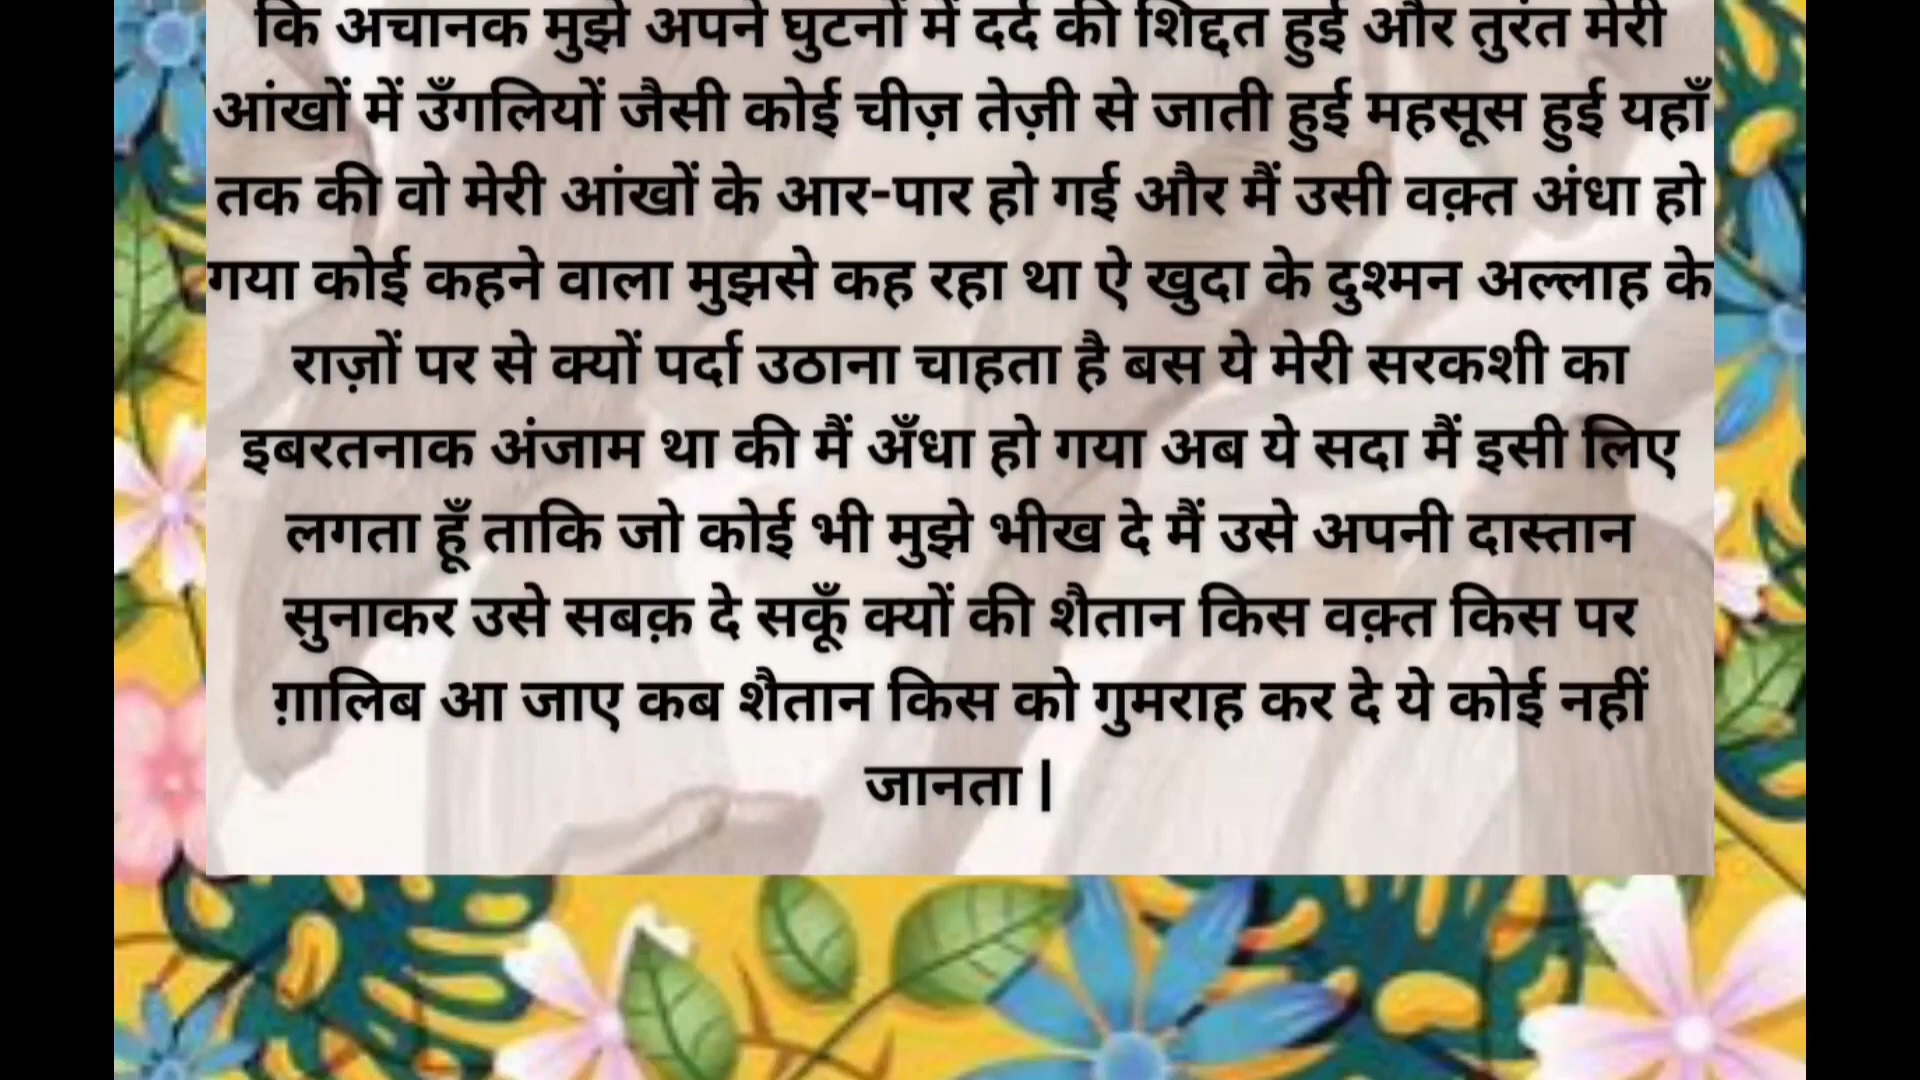 कि अचानक मुझे अपने घुटनों में दर्द की शिद्दत हुई और तुरंत मेरी
आंखों में उँगलियों जैसी कोई चीज़ तेज़ी से जाती हुई महसूस हुई यहाँ
तक की वो मेरी आंखों के आर-पार हो गई और मैं उसी वक़्त अंधा हो
गया कोई कहने वाला मुझसे कह रहा था ऐ खुदा के दुश्मन अल्लाह के
राज़ों पर से क्यों पर्दा उठाना चाहता है बस ये मेरी सरकशी का
इबरतनाक अंजाम था की मैं अँधा हो गया अब ये सदा मैं इसी लिए
लगता हूँ ताकि जो कोई भी मुझे भीख दे मैं उसे अपनी दास्तान
सुनाकर उसे सबक़ दे सकूँ क्यों की शैतान किस वक़्त किस पर
ग़ालिब आ जाए कब शैतान किस को गुमराह कर दे ये कोई नहीं
जानता |